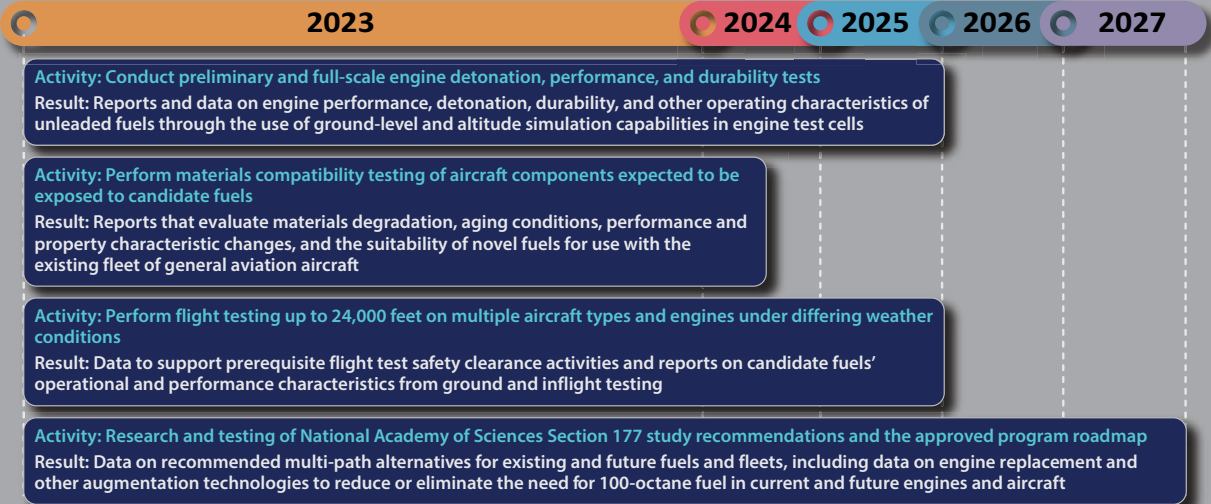 2023 2024 2025 2026 2027
Activity: Conduct preliminary and full-scale engine detonation, performance, and durability tests
Result: Reports and data on engine performance, detonation, durability, and other operating characteristics of
unleaded fuels through the use of ground-level and altitude simulation capabilities in engine test cells
Activity: Perform materials compatibility testing of aircraft components expected to be
exposed to candidate fuels
Result: Reports that evaluate materials degradation, aging conditions, performance and
property characteristic changes, and the suitability of novel fuels for use with the
existing fleet of general aviation aircraft
Activity: Perform flight testing up to 24,000 feet on multiple aircraft types and engines under differing weather
conditions
Result: Data to support prerequisite flight test safety clearance activities and reports on candidate fuels’
operational and performance characteristics from ground and inflight testing
Activity: Research and testing of National Academy of Sciences Section 177 study recommendations and the approved program roadmap
Result: Data on recommended multi-path alternatives for existing and future fuels and fleets, including data on engine replacement and
other augmentation technologies to reduce or eliminate the need for 100-octane fuel in current and future engines and aircraft